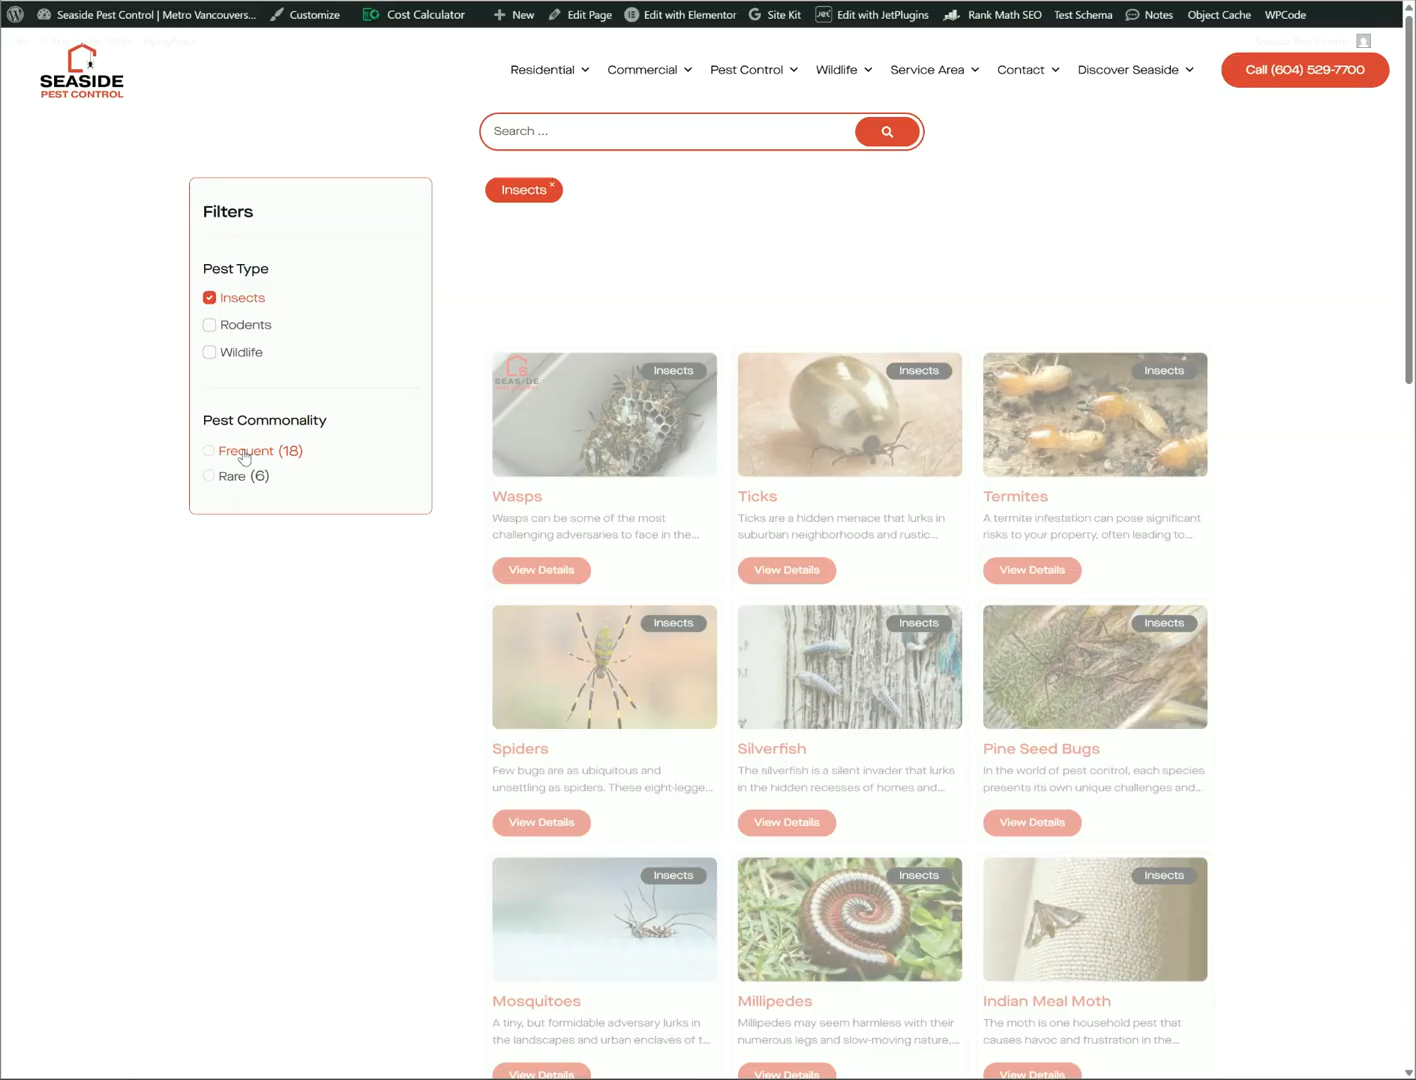 Seaside Pest Control | Metro Vancouvers...
Customize
Cost Calculator
New
Edit Page
Edit with Elementor
Site Kit
Edit with JetPlugins
Rank Math SEO
Test Schema
Notes
Object Cache
WPCode
SEASIDE
PEST CONTROL
Residential
Commercial
Pest Control
Wildlife
Service Area
Contact
Discover Seaside
Call (604) 529-7700
Search ...
Insects ×
Filters
Pest Type
Insects
Rodents
Wildlife
Pest Commonality
Frequent (18)
Rare (6)
SEASIDE
Insects
Wasps
Wasps can be some of the most
challenging adversaries to face in the...
View Details
Insects
Ticks
Ticks are a hidden menace that lurks in
suburban neighborhoods and rustic...
View Details
Insects
Termites
A termite infestation can pose significant
risks to your property, often leading to...
View Details
Insects
Spiders
Few bugs are as ubiquitous and
unsettling as spiders. These eight-legge...
View Details
Insects
Silverfish
The silverfish is a silent invader that lurks
in the hidden recesses of homes and...
View Details
Insects
Pine Seed Bugs
In the world of pest control, each species
presents its own unique challenges and...
View Details
Insects
Mosquitoes
A tiny, but formidable adversary lurks in
the landscapes and urban enclaves of t...
View Details
Insects
Millipedes
Millipedes may seem harmless with their
numerous legs and slow-moving nature,...
View Details
Insects
Indian Meal Moth
The moth is one household pest that
causes havoc and frustration in the...
View Details